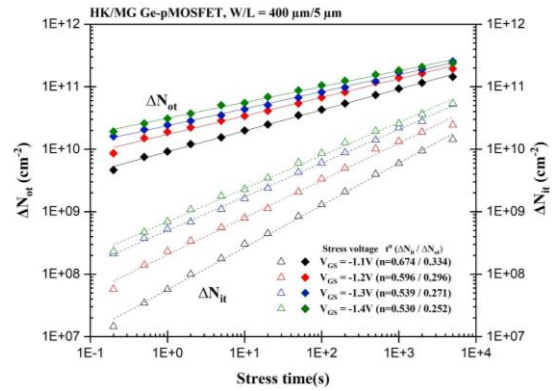 HK/MG Ge-pMOSFET, W/L = 400 μm/5 μm
1E+12
1E+11
1E+10
1E+09
1E+08
1E+07
ΔNot (cm⁻²)
ΔNot
ΔNit
Stress voltage tⁿ (ΔNit / ΔNot)
VGS = -1.1V (n=0.674 / 0.334)
VGS = -1.2V (n=0.596 / 0.296)
VGS = -1.3V (n=0.539 / 0.271)
VGS = -1.4V (n=0.530 / 0.252)
1E+12
1E+11
1E+10
1E+09
1E+08
1E+07
ΔNit (cm⁻²)
1E-1 1E+0 1E+1 1E+2 1E+3 1E+4
Stress time(s)